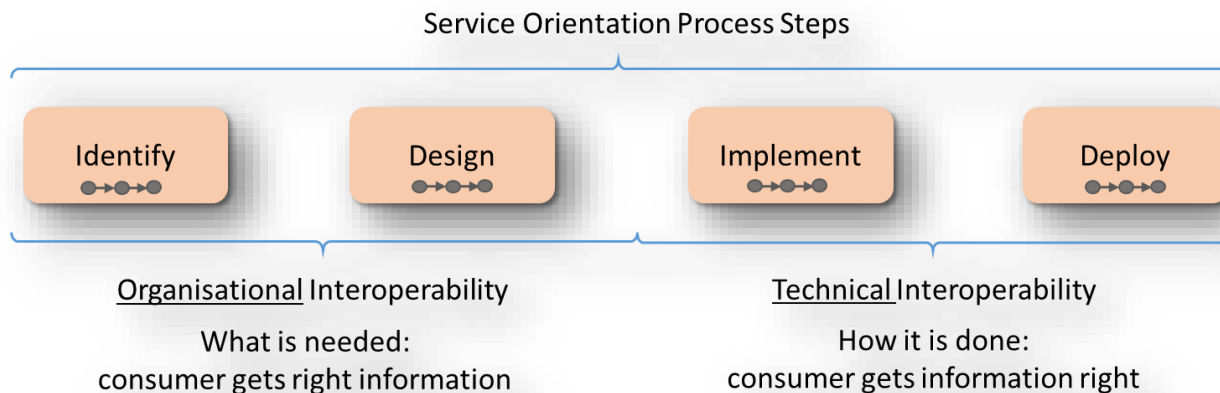 Service Orientation Process Steps
Identify
Design
Implement
Deploy
Organisational Interoperability
What is needed:
consumer gets right information
Technical Interoperability
How it is done:
consumer gets information right